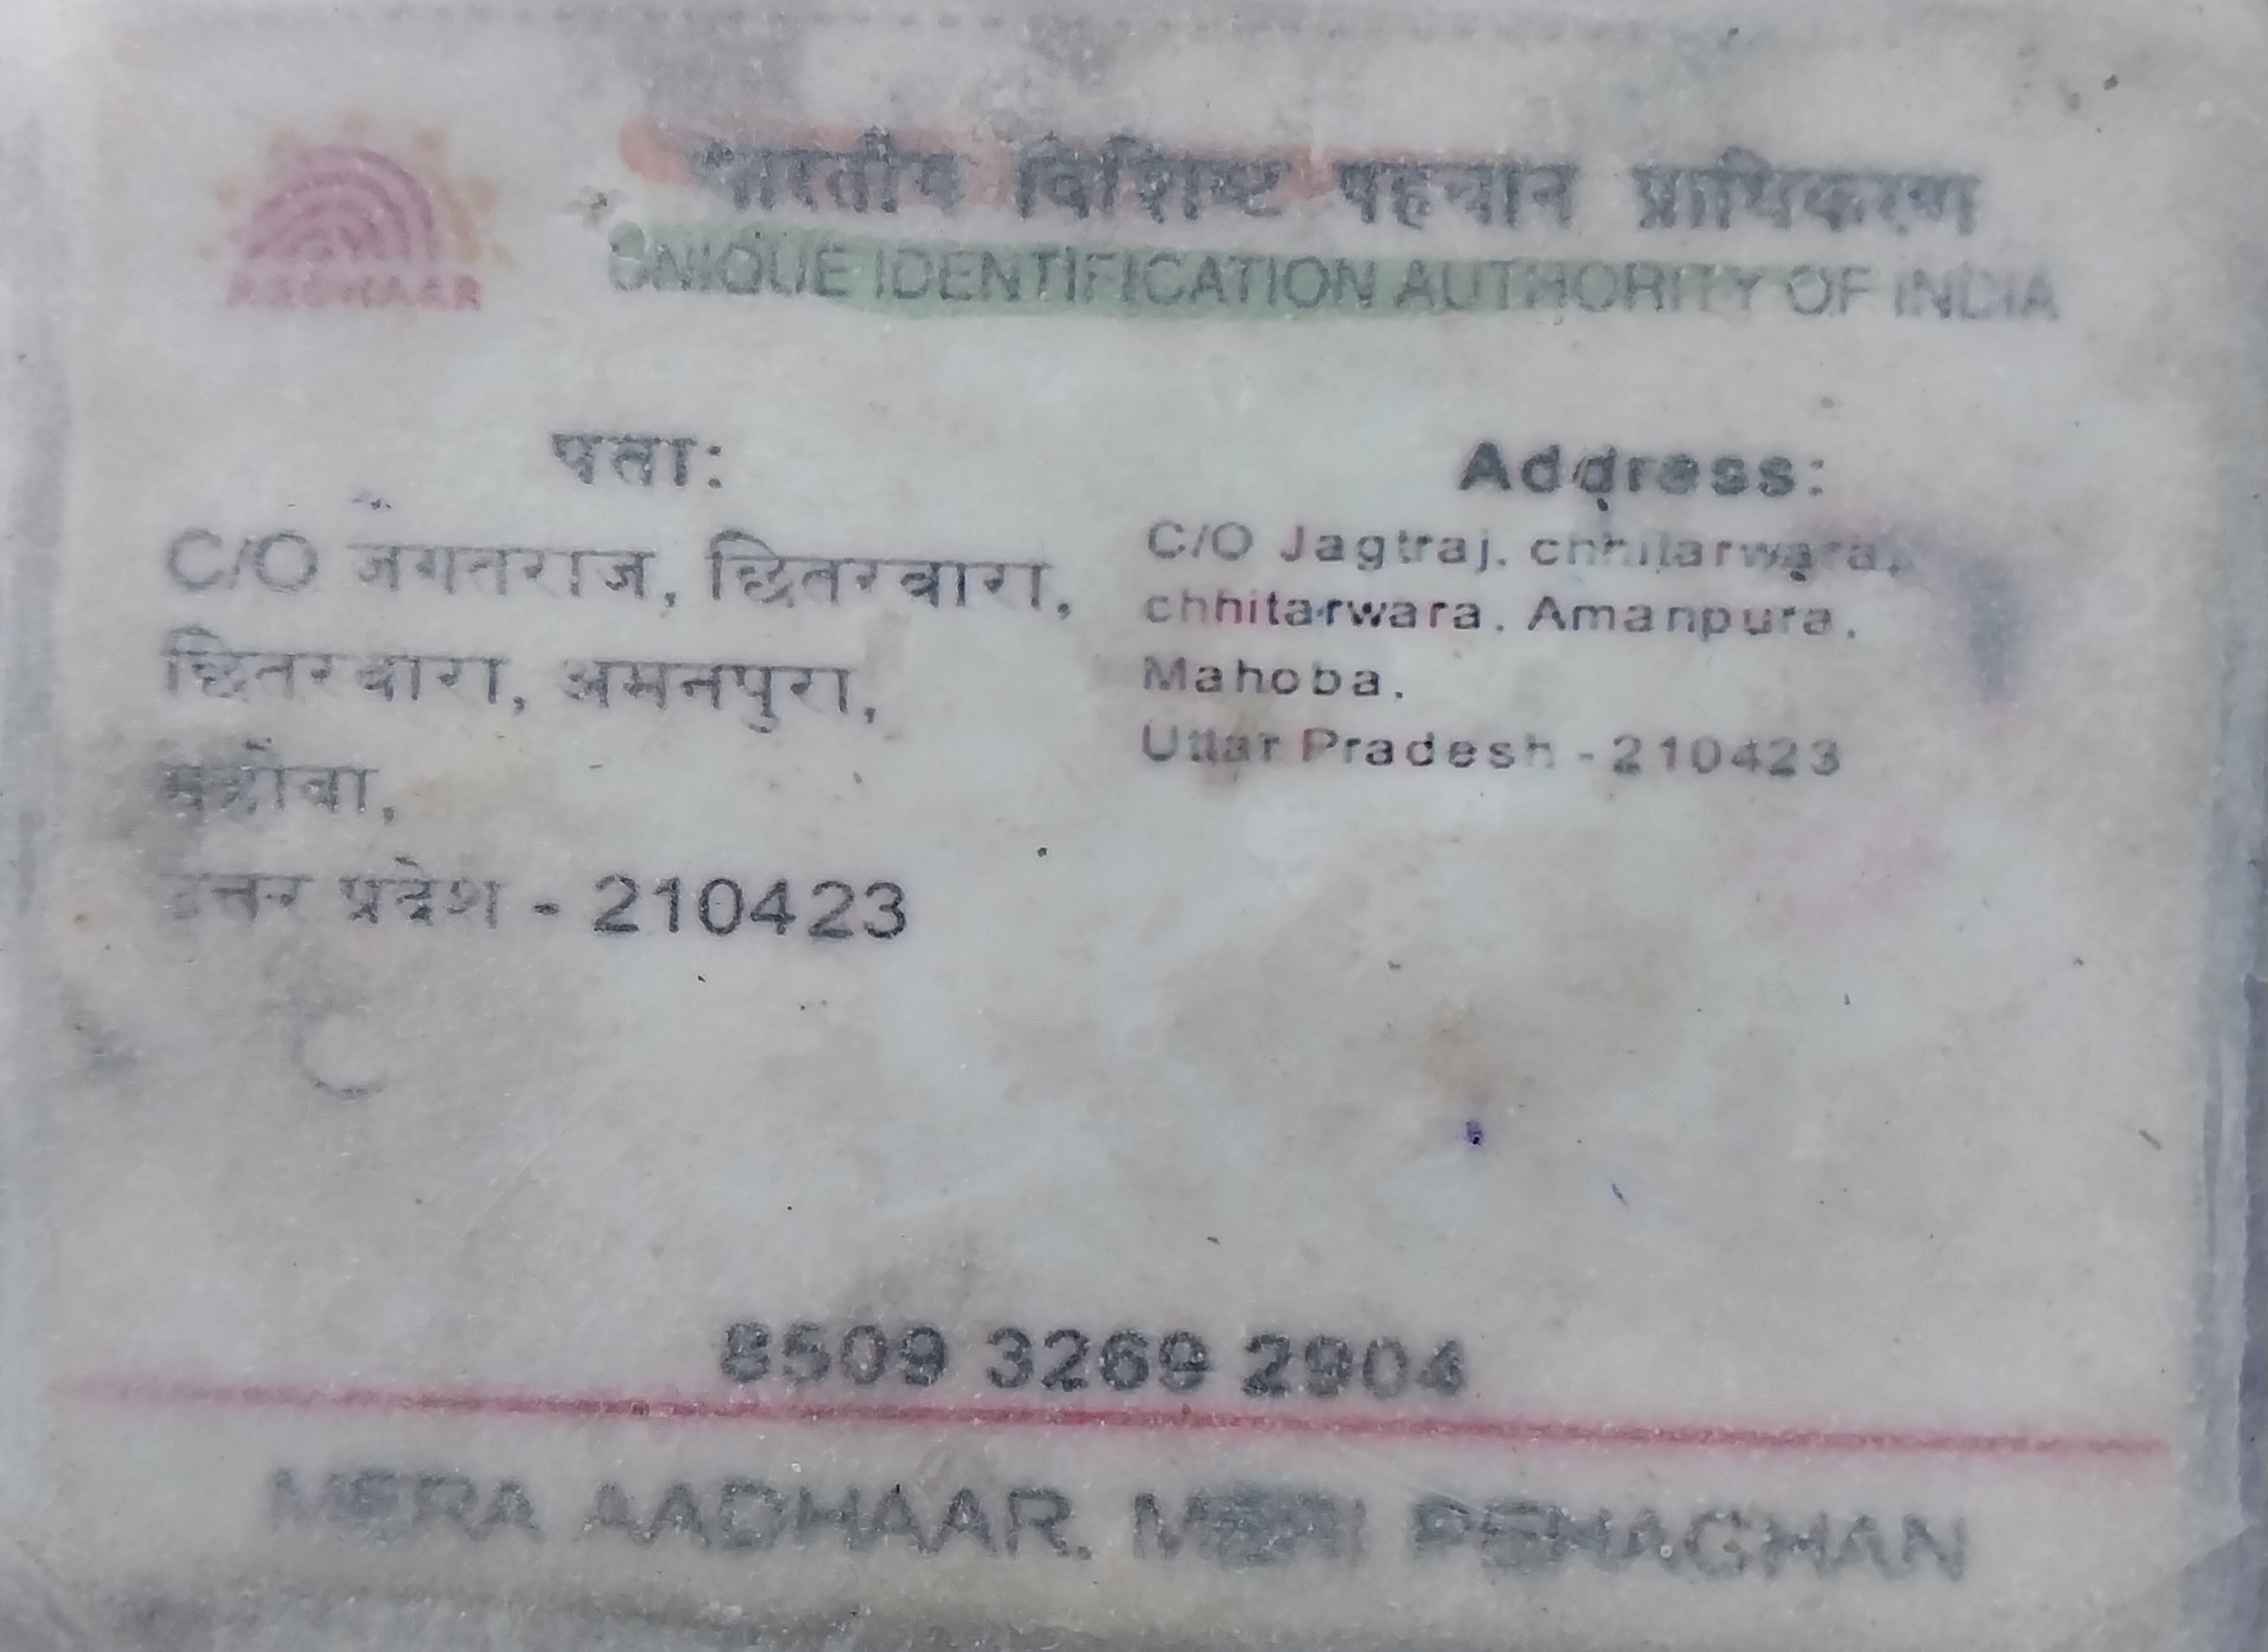 भारतीय विशिष्ट पहचान प्राधिकरण
UNIQUE IDENTIFICATION AUTHORITY OF INDIA
AADHAAR
पता:
C/O जगतराज, छितरवारा,
छितरवारा, अमनपुरा,
महोबा,
उत्तर प्रदेश - 210423
Address:
C/O Jagtraj, chhitarwara,
chhitarwara, Amanpura,
Mahoba,
Uttar Pradesh - 210423
8509 3269 2904
MERA AADHAAR, MERI PEHACHAN